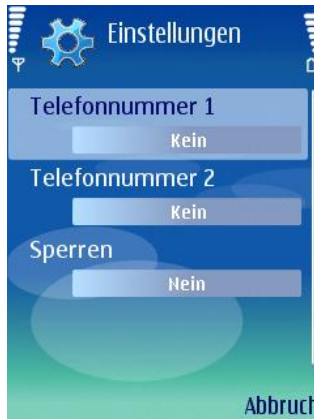 Einstellungen
Telefonnummer 1
Kein
Telefonnummer 2
Kein
Sperren
Nein
Abbruch